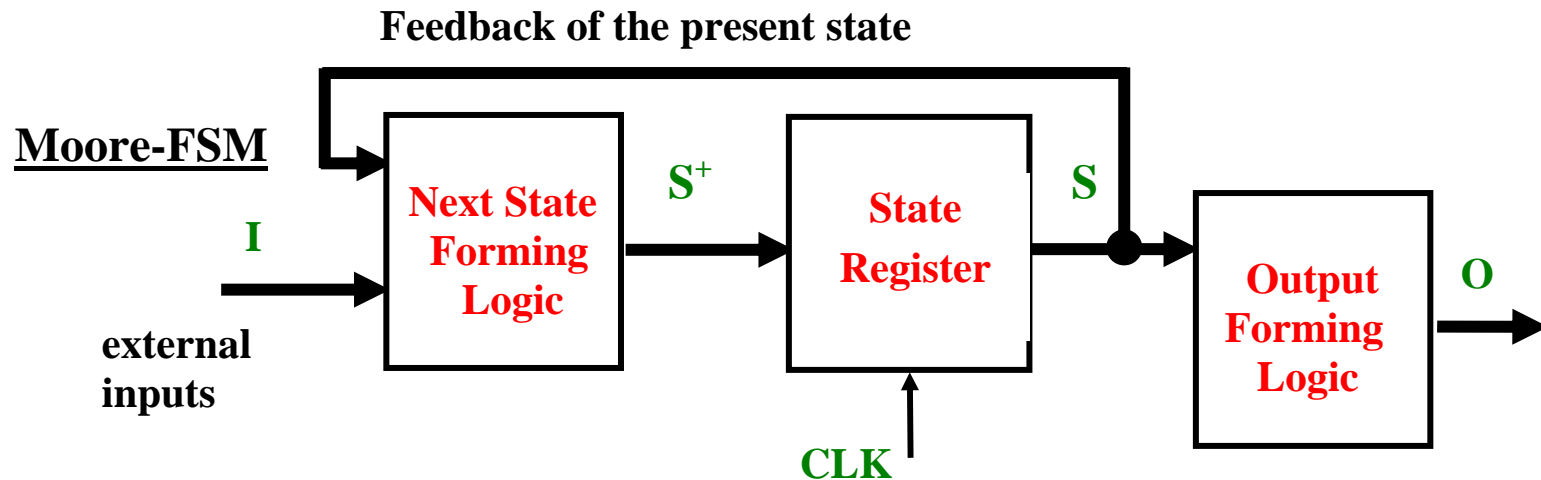 Feedback of the present state
Moore-FSM
I
external
inputs
Next State
Forming
Logic
S⁺
State
Register
CLK
S
Output
Forming
Logic
O